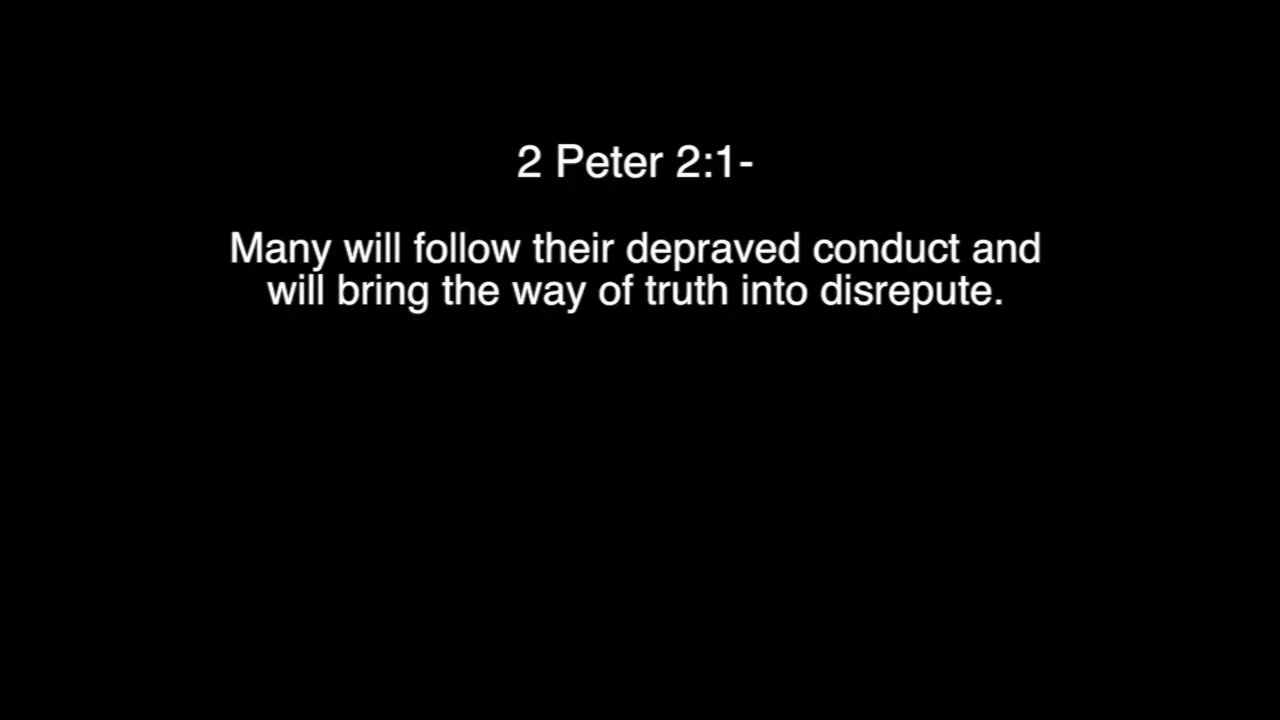 2 Peter 2:1-
Many will follow their depraved conduct and
will bring the way of truth into disrepute.